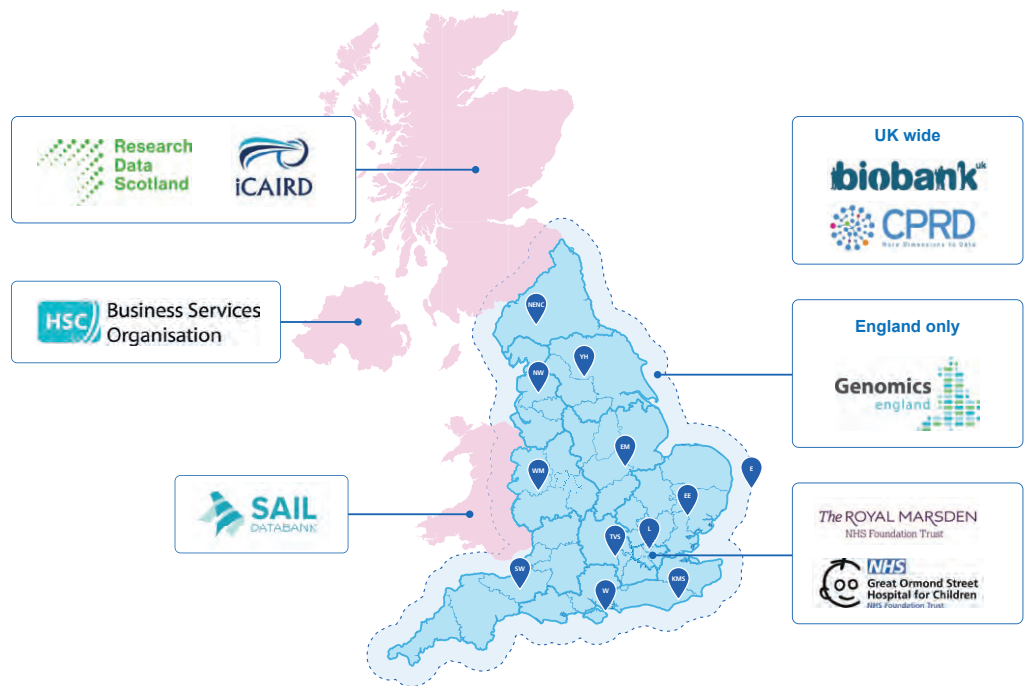 Research
Data
Scotland
iCAIRD
UK wide
biobank uk
CPRD
More Dimensions to Data
HSC
Business Services
Organisation
England only
Genomics
england
SAIL
DATABANK
The ROYAL MARSDEN
NHS Foundation Trust
NHS
Great Ormond Street
Hospital for Children
NHS Foundation Trust
NENC
YH
NW
EM
WM
E
EE
L
TVS
SW
KMS
W